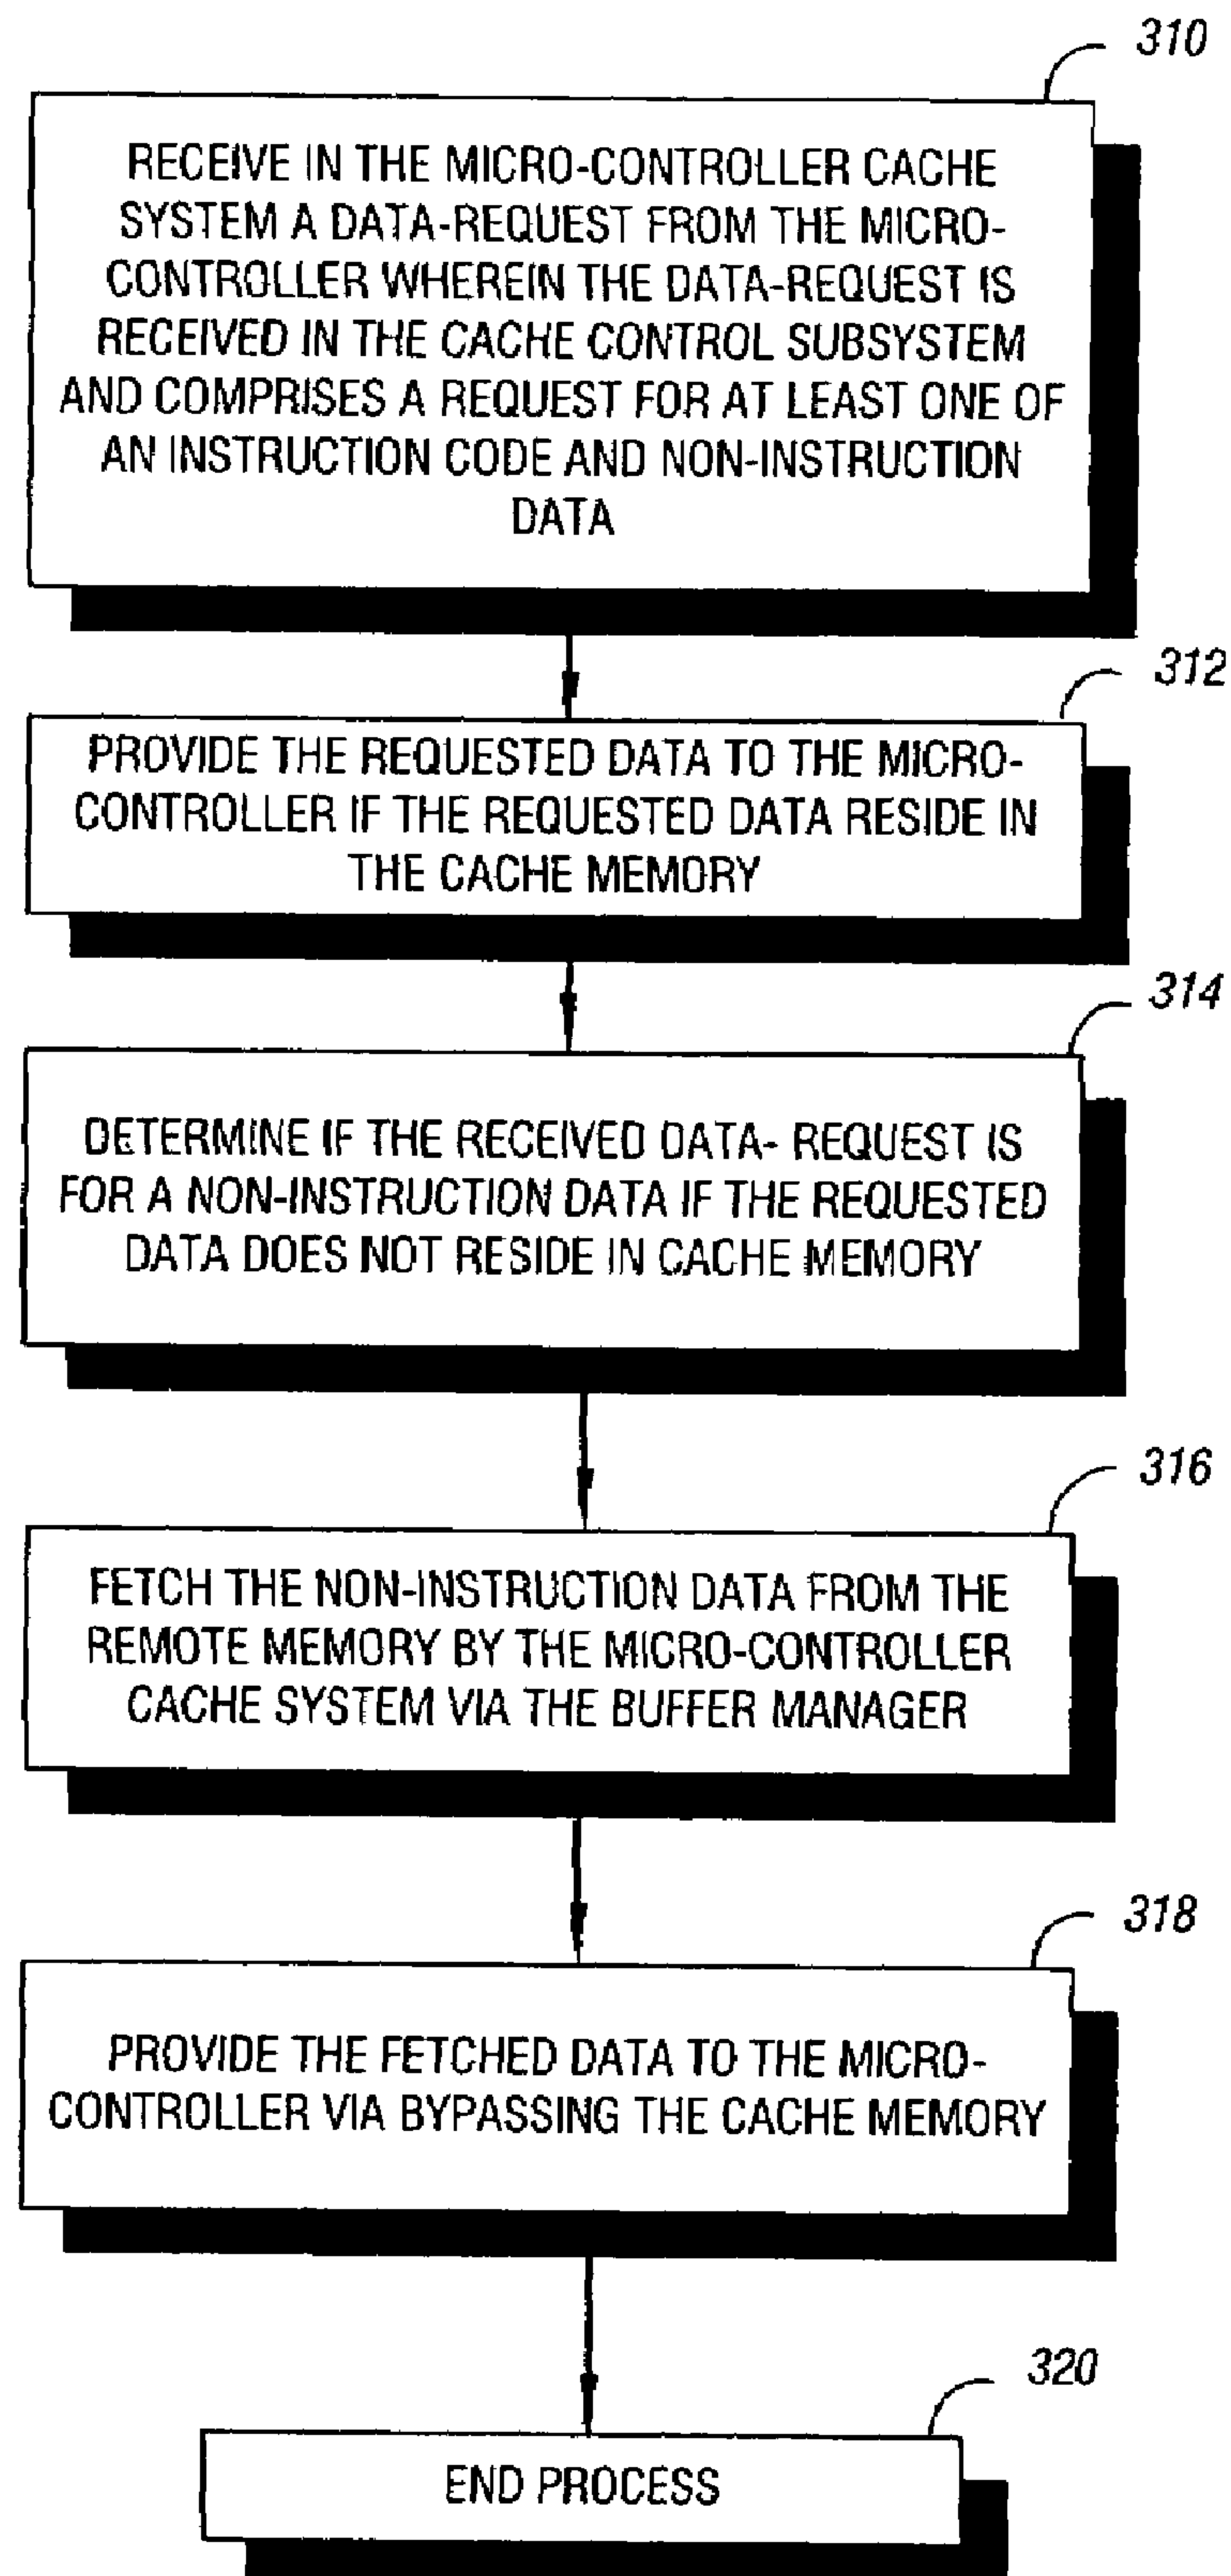 310
RECEIVE IN THE MICRO-CONTROLLER CACHE
SYSTEM A DATA-REQUEST FROM THE MICRO-
CONTROLLER WHEREIN THE DATA-REQUEST IS
RECEIVED IN THE CACHE CONTROL SUBSYSTEM
AND COMPRISES A REQUEST FOR AT LEAST ONE OF
AN INSTRUCTION CODE AND NON-INSTRUCTION
DATA
312
PROVIDE THE REQUESTED DATA TO THE MICRO-
CONTROLLER IF THE REQUESTED DATA RESIDE IN
THE CACHE MEMORY
314
DETERMINE IF THE RECEIVED DATA- REQUEST IS
FOR A NON-INSTRUCTION DATA IF THE REQUESTED
DATA DOES NOT RESIDE IN CACHE MEMORY
316
FETCH THE NON-INSTRUCTION DATA FROM THE
REMOTE MEMORY BY THE MICRO-CONTROLLER
CACHE SYSTEM VIA THE BUFFER MANAGER
318
PROVIDE THE FETCHED DATA TO THE MICRO-
CONTROLLER VIA BYPASSING THE CACHE MEMORY
320
END PROCESS